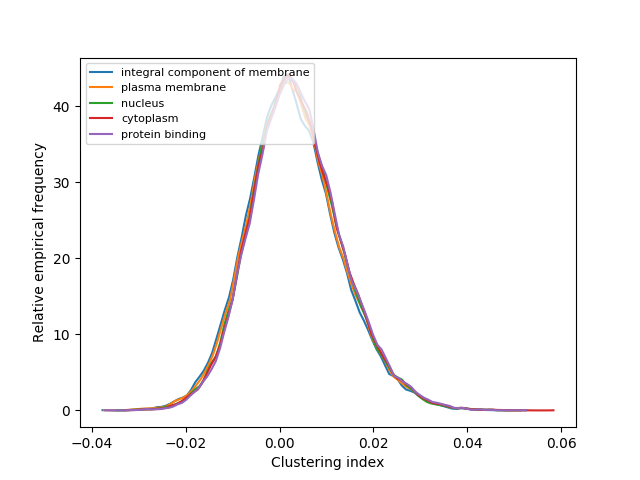 integral component of membrane
plasma membrane
nucleus
cytoplasm
protein binding
Relative empirical frequency
40
30
20
10
0
−0.04
−0.02
0.00
0.02
0.04
0.06
Clustering index